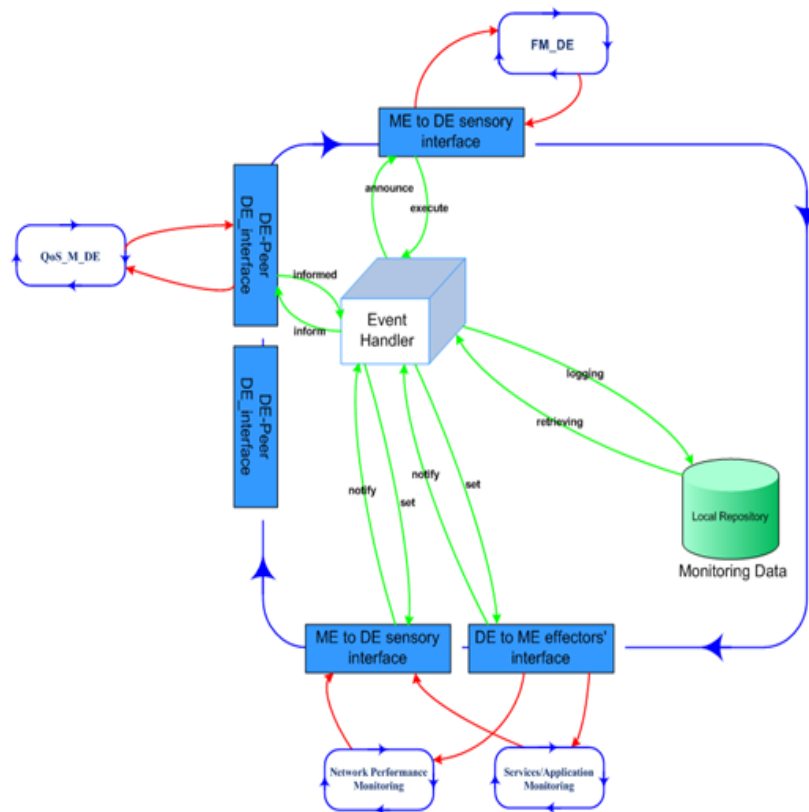 FM_DE
ME to DE sensory
interface
announce
execute
DE-Peer
DE_interface
QoS_M_DE
informed
inform
Event
Handler
DE-Peer
DE_interface
logging
retrieving
notify
set
notify
set
Local Repository
Monitoring Data
ME to DE sensory
interface
DE to ME effectors'
interface
Network Performance
Monitoring
Services/Application
Monitoring